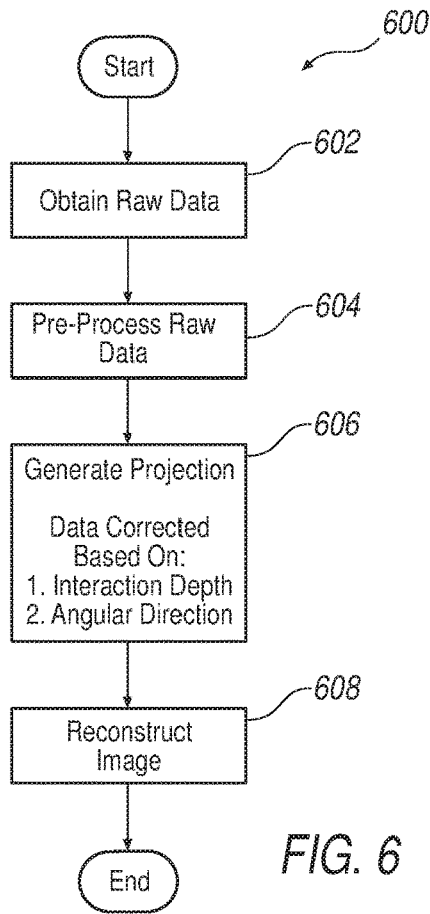 600
Start
602
Obtain Raw Data
604
Pre-Process Raw
Data
606
Generate Projection
Data Corrected
Based On:
1. Interaction Depth
2. Angular Direction
608
Reconstruct
Image
End
FIG. 6